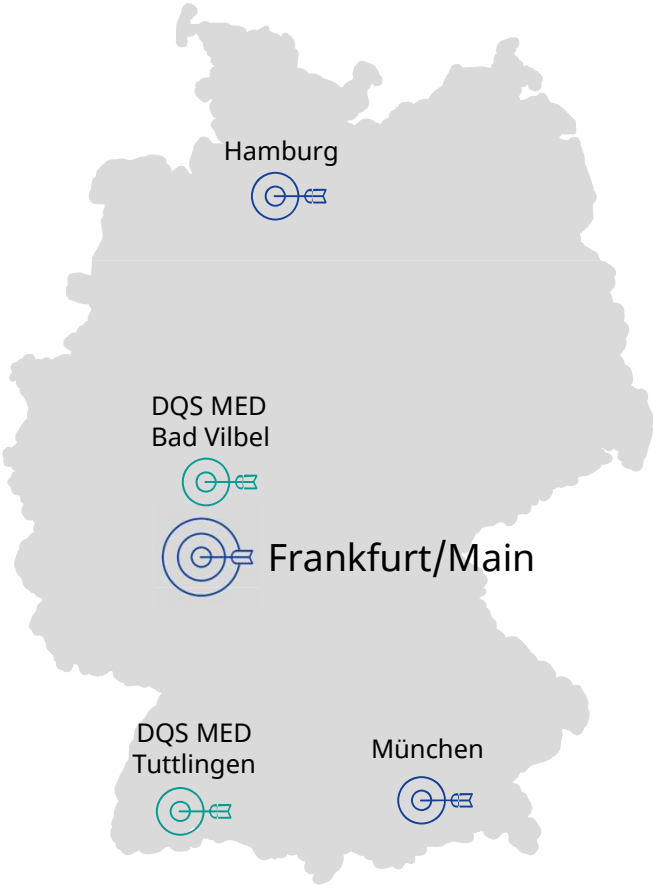 Hamburg
DQS MED
Bad Vilbel
Frankfurt/Main
DQS MED
Tuttlingen
München